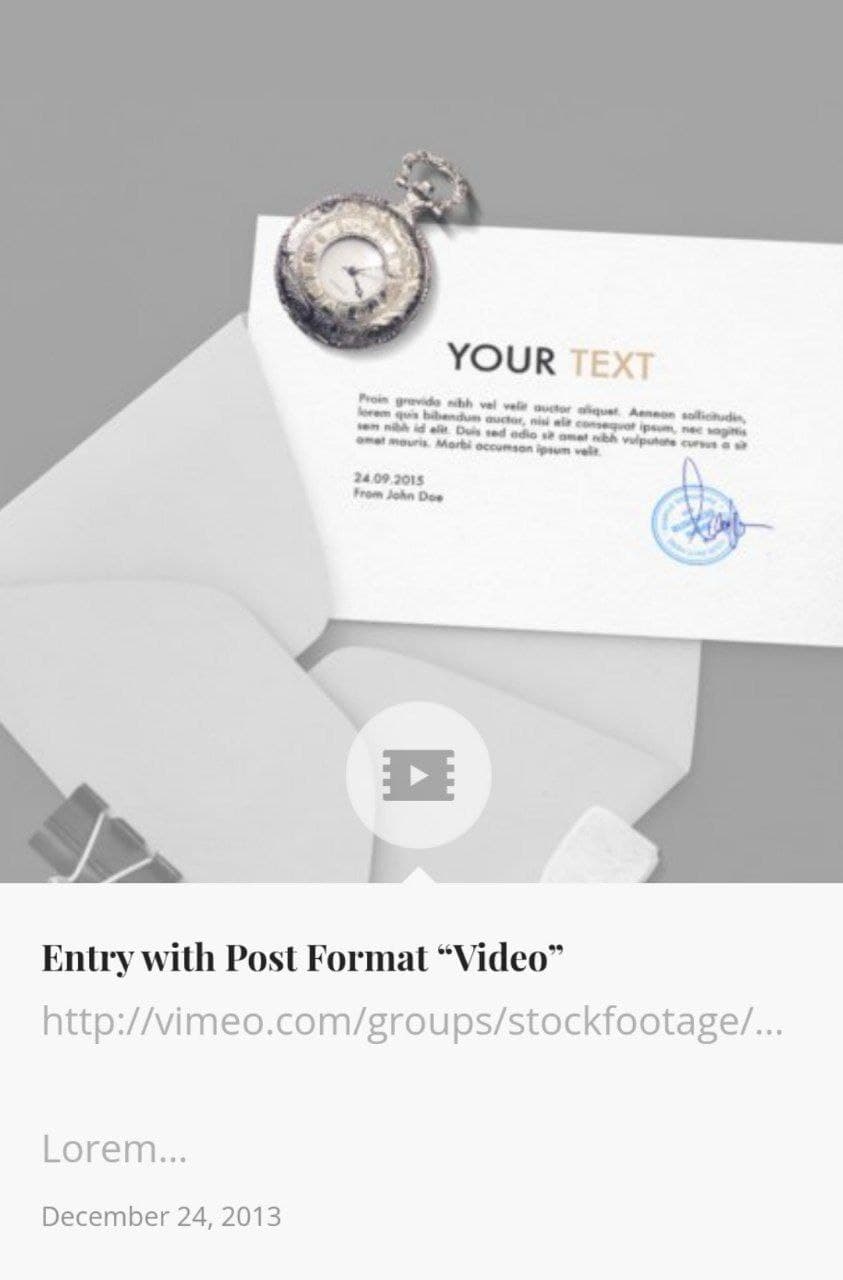 YOUR TEXT
Proin gravida nibh vel velit auctor aliquet. Aenean sollicitudin,
lorem quis bibendum auctor, nisi elit consequat ipsum, nec sagittis
sem nibh id elit. Duis sed odio sit amet nibh vulputate cursus a sit
amet mauris. Morbi accumsan ipsum velit.
24.09.2015
From John Doe
Entry with Post Format “Video”
http://vimeo.com/groups/stockfootage/...
Lorem...
December 24, 2013